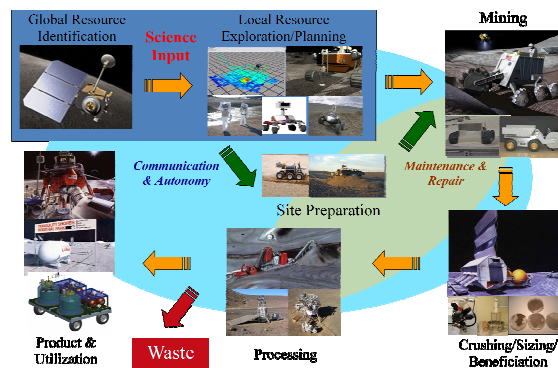 Global Resource
Identification
Science
Input
Local Resource
Exploration/Planning
Mining
Communication
& Autonomy
Maintenance &
Repair
Site Preparation
Product &
Utilization
Waste
Processing
Crushing/Sizing/
Beneficiation